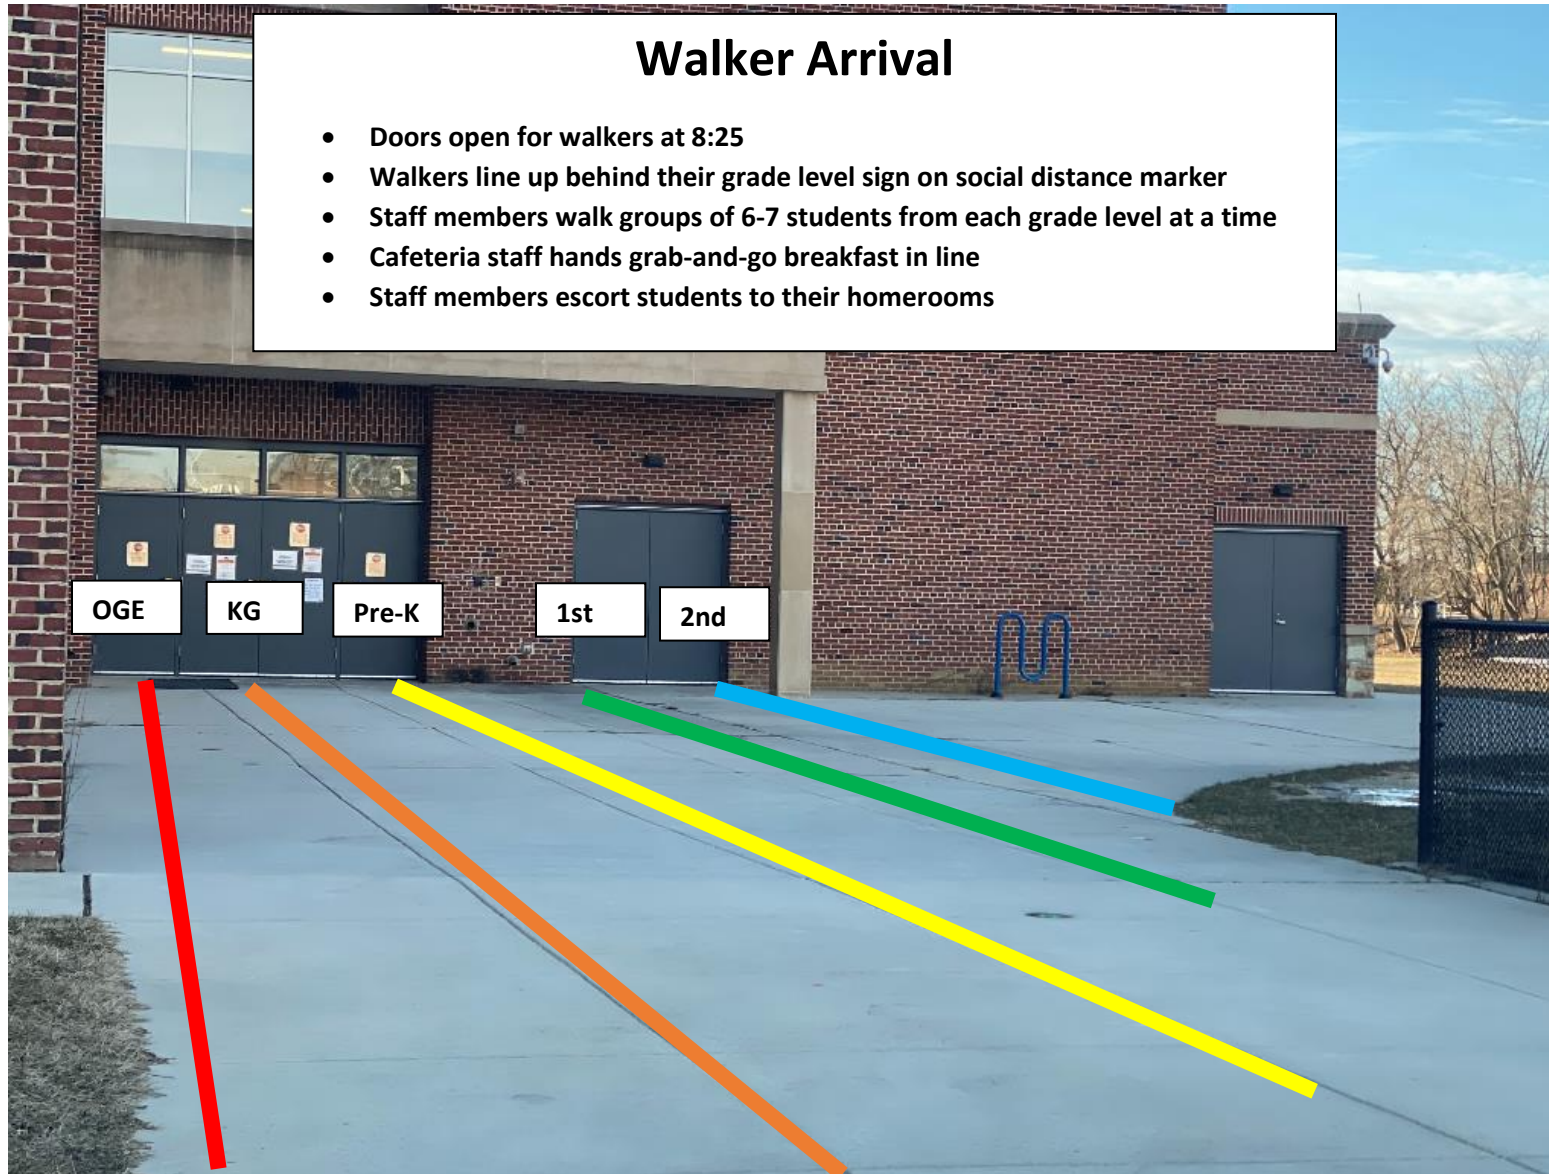 Walker Arrival
• Doors open for walkers at 8:25
• Walkers line up behind their grade level sign on social distance marker
• Staff members walk groups of 6-7 students from each grade level at a time
• Cafeteria staff hands grab-and-go breakfast in line
• Staff members escort students to their homerooms
OGE
KG
Pre-K
1st
2nd